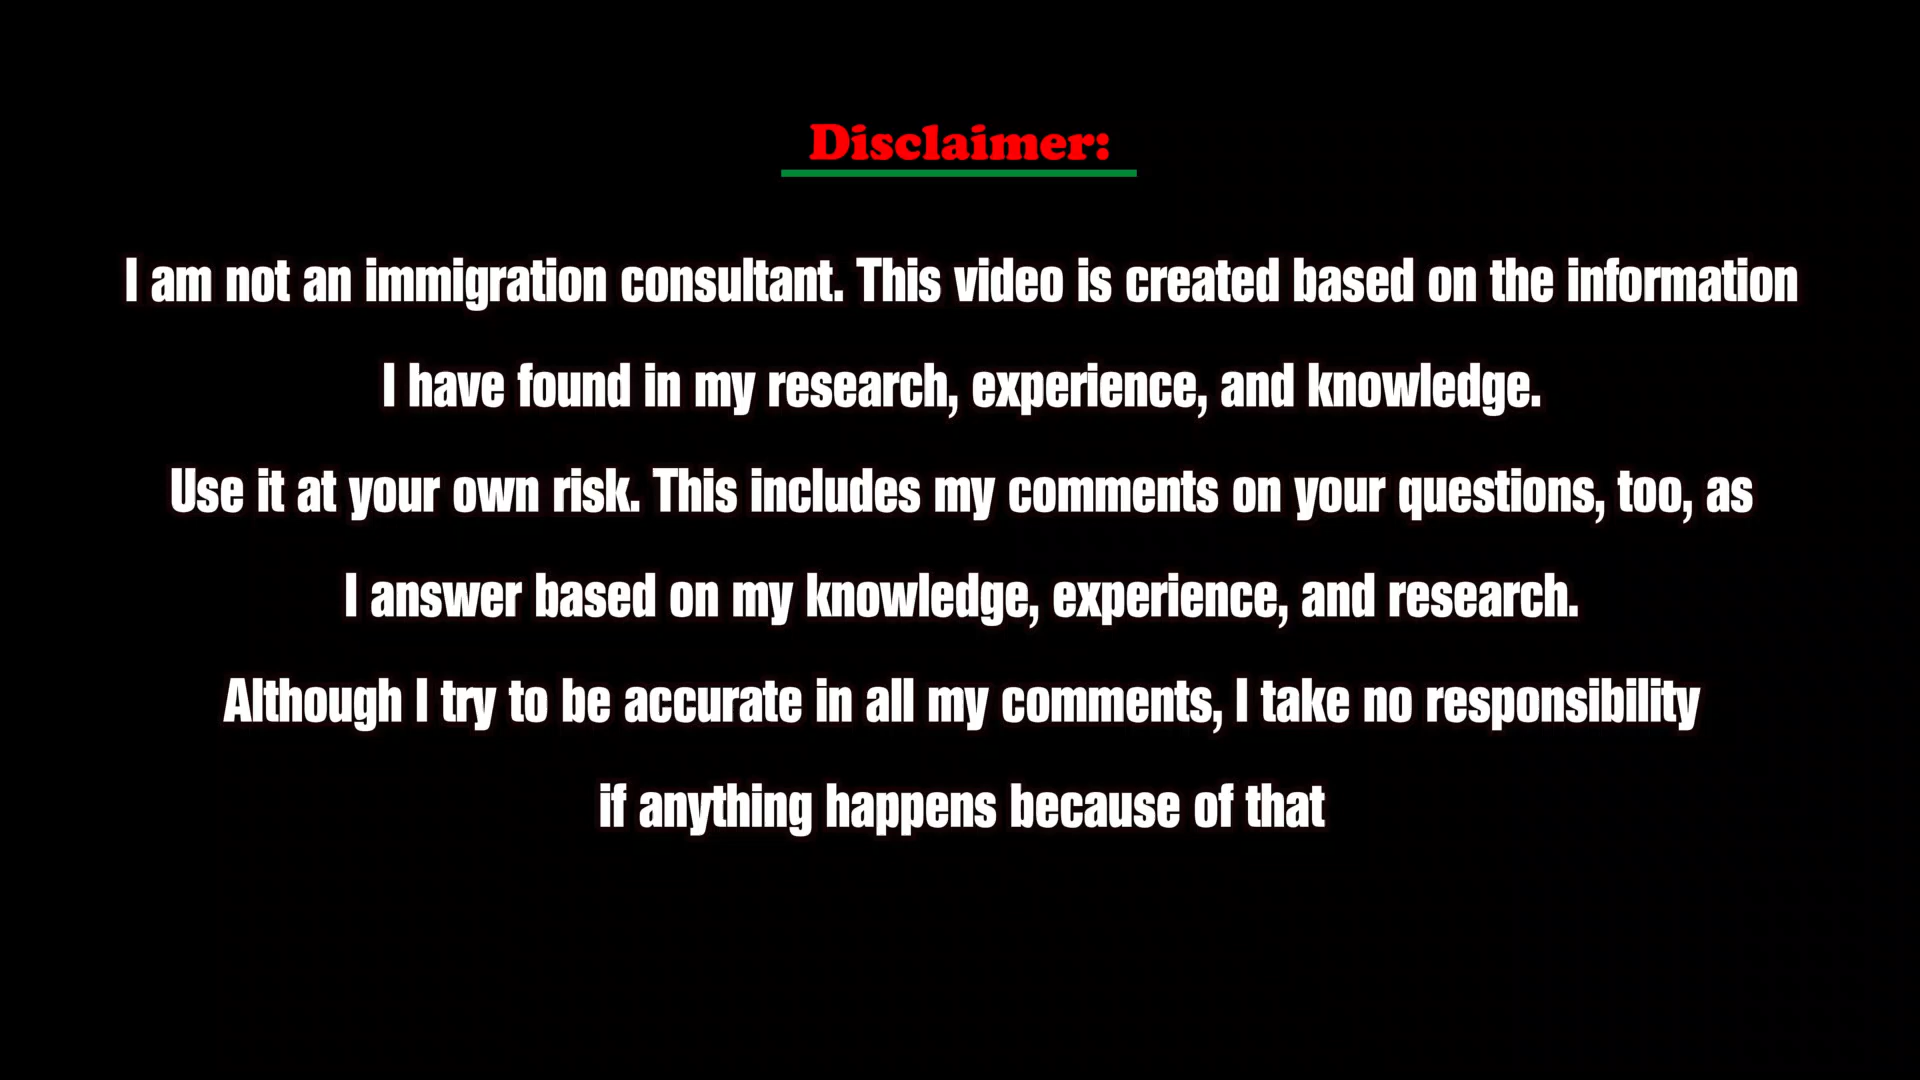 Disclaimer:
I am not an immigration consultant. This video is created based on the information
I have found in my research, experience, and knowledge.
Use it at your own risk. This includes my comments on your questions, too, as
I answer based on my knowledge, experience, and research.
Although I try to be accurate in all my comments, I take no responsibility
if anything happens because of that